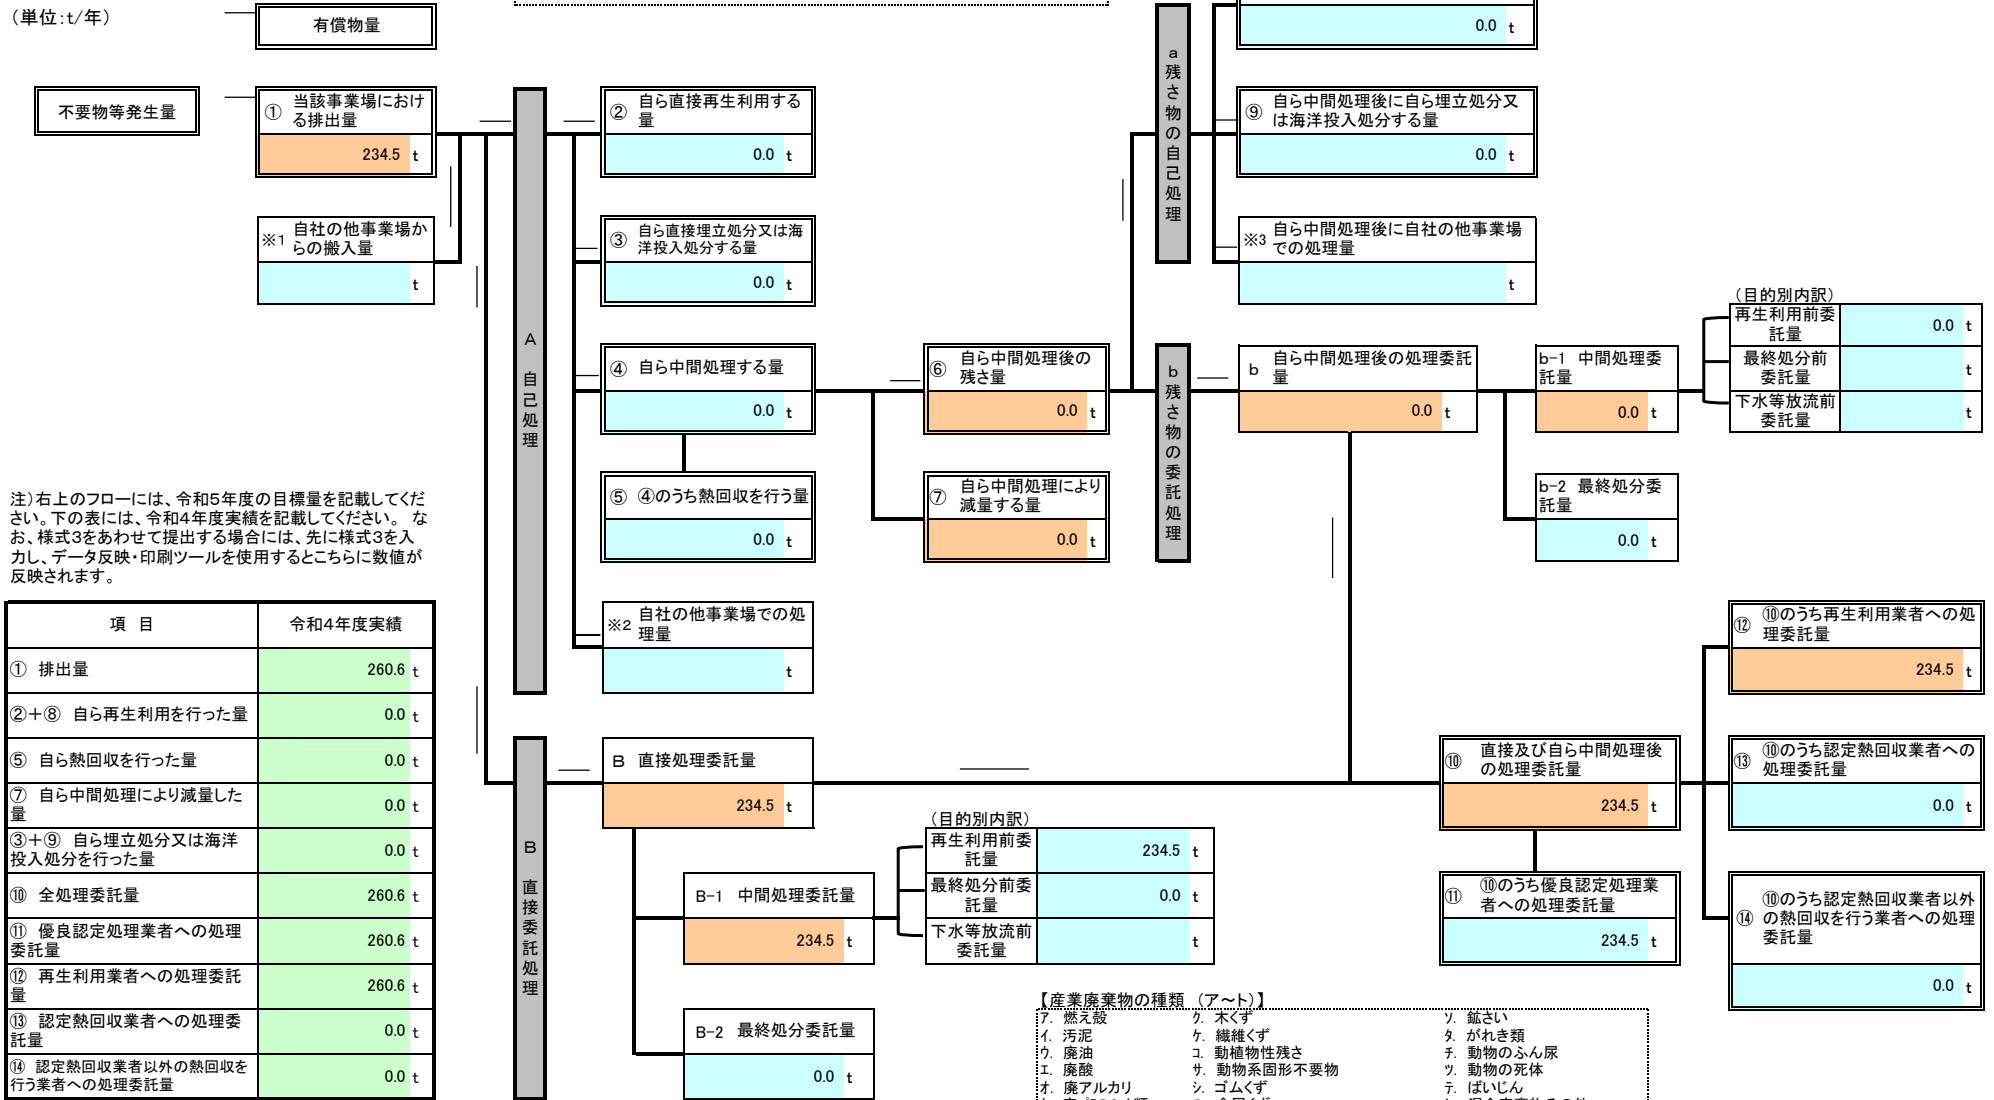 （単位：t/年）
有償物量
0.0 t
不要物等発生量
① 当該事業場におけ
る排出量
234.5 t
※1 自社の他事業場か
らの搬入量
t
A 自己処理
② 自ら直接再生利用する
量
0.0 t
③ 自ら直接埋立処分又は海
洋投入処分する量
0.0 t
④ 自ら中間処理する量
0.0 t
⑤ ④のうち熱回収を行う量
0.0 t
※2 自社の他事業場での処
理量
t
⑥ 自ら中間処理後の
残さ量
0.0 t
⑦ 自ら中間処理により
減量する量
0.0 t
a 残さ物の自己処理
⑨ 自ら中間処理後に自ら埋立処分又
は海洋投入処分する量
0.0 t
※3 自ら中間処理後に自社の他事業場
での処理量
t
b 残さ物の委託処理
b 自ら中間処理後の処理委託
量
0.0 t
b-1 中間処理委
託量
0.0 t
（目的別内訳）
再生利用前委
託量
0.0 t
最終処分前
委託量
t
下水等放流前
委託量
t
b-2 最終処分委
託量
0.0 t
注）右上のフローには、令和5年度の目標量を記載してくだ
さい。下の表には、令和4年度実績を記載してください。 な
お、様式3をあわせて提出する場合には、先に様式3を入
力し、データ反映・印刷ツールを使用するとこちらに数値が
反映されます。
項 目 令和4年度実績
① 排出量 260.6 t
②＋⑧ 自ら再生利用を行った量 0.0 t
⑤ 自ら熱回収を行った量 0.0 t
⑦ 自ら中間処理により減量した
量 0.0 t
③＋⑨ 自ら埋立処分又は海洋
投入処分を行った量 0.0 t
⑩ 全処理委託量 260.6 t
⑪ 優良認定処理業者への処理
委託量 260.6 t
⑫ 再生利用業者への処理委託
量 260.6 t
⑬ 認定熱回収業者への処理委
託量 0.0 t
⑭ 認定熱回収業者以外の熱回収を
行う業者への処理委託量 0.0 t
B 直接委託処理
B 直接処理委託量
234.5 t
B-1 中間処理委託量
234.5 t
（目的別内訳）
再生利用前委
託量
234.5 t
最終処分前委
託量
0.0 t
下水等放流前
委託量
t
B-2 最終処分委託量
0.0 t
⑩ 直接及び自ら中間処理後
の処理委託量
234.5 t
⑪ ⑩のうち優良認定処理業
者への処理委託量
234.5 t
⑫ ⑩のうち再生利用業者への処
理委託量
234.5 t
⑬ ⑩のうち認定熱回収業者への
処理委託量
0.0 t
⑭ ⑩のうち認定熱回収業者以外
の熱回収を行う業者への処理
委託量
0.0 t
【産業廃棄物の種類 （ア～ト）】
ア. 燃え殻 ク. 木くず ソ. 鉱さい
イ. 汚泥 ケ. 繊維くず タ. がれき類
ウ. 廃油 コ. 動植物性残さ チ. 動物のふん尿
エ. 廃酸 サ. 動物系固形不要物 ツ. 動物の死体
オ. 廃アルカリ シ. ゴムくず テ. ばいじん